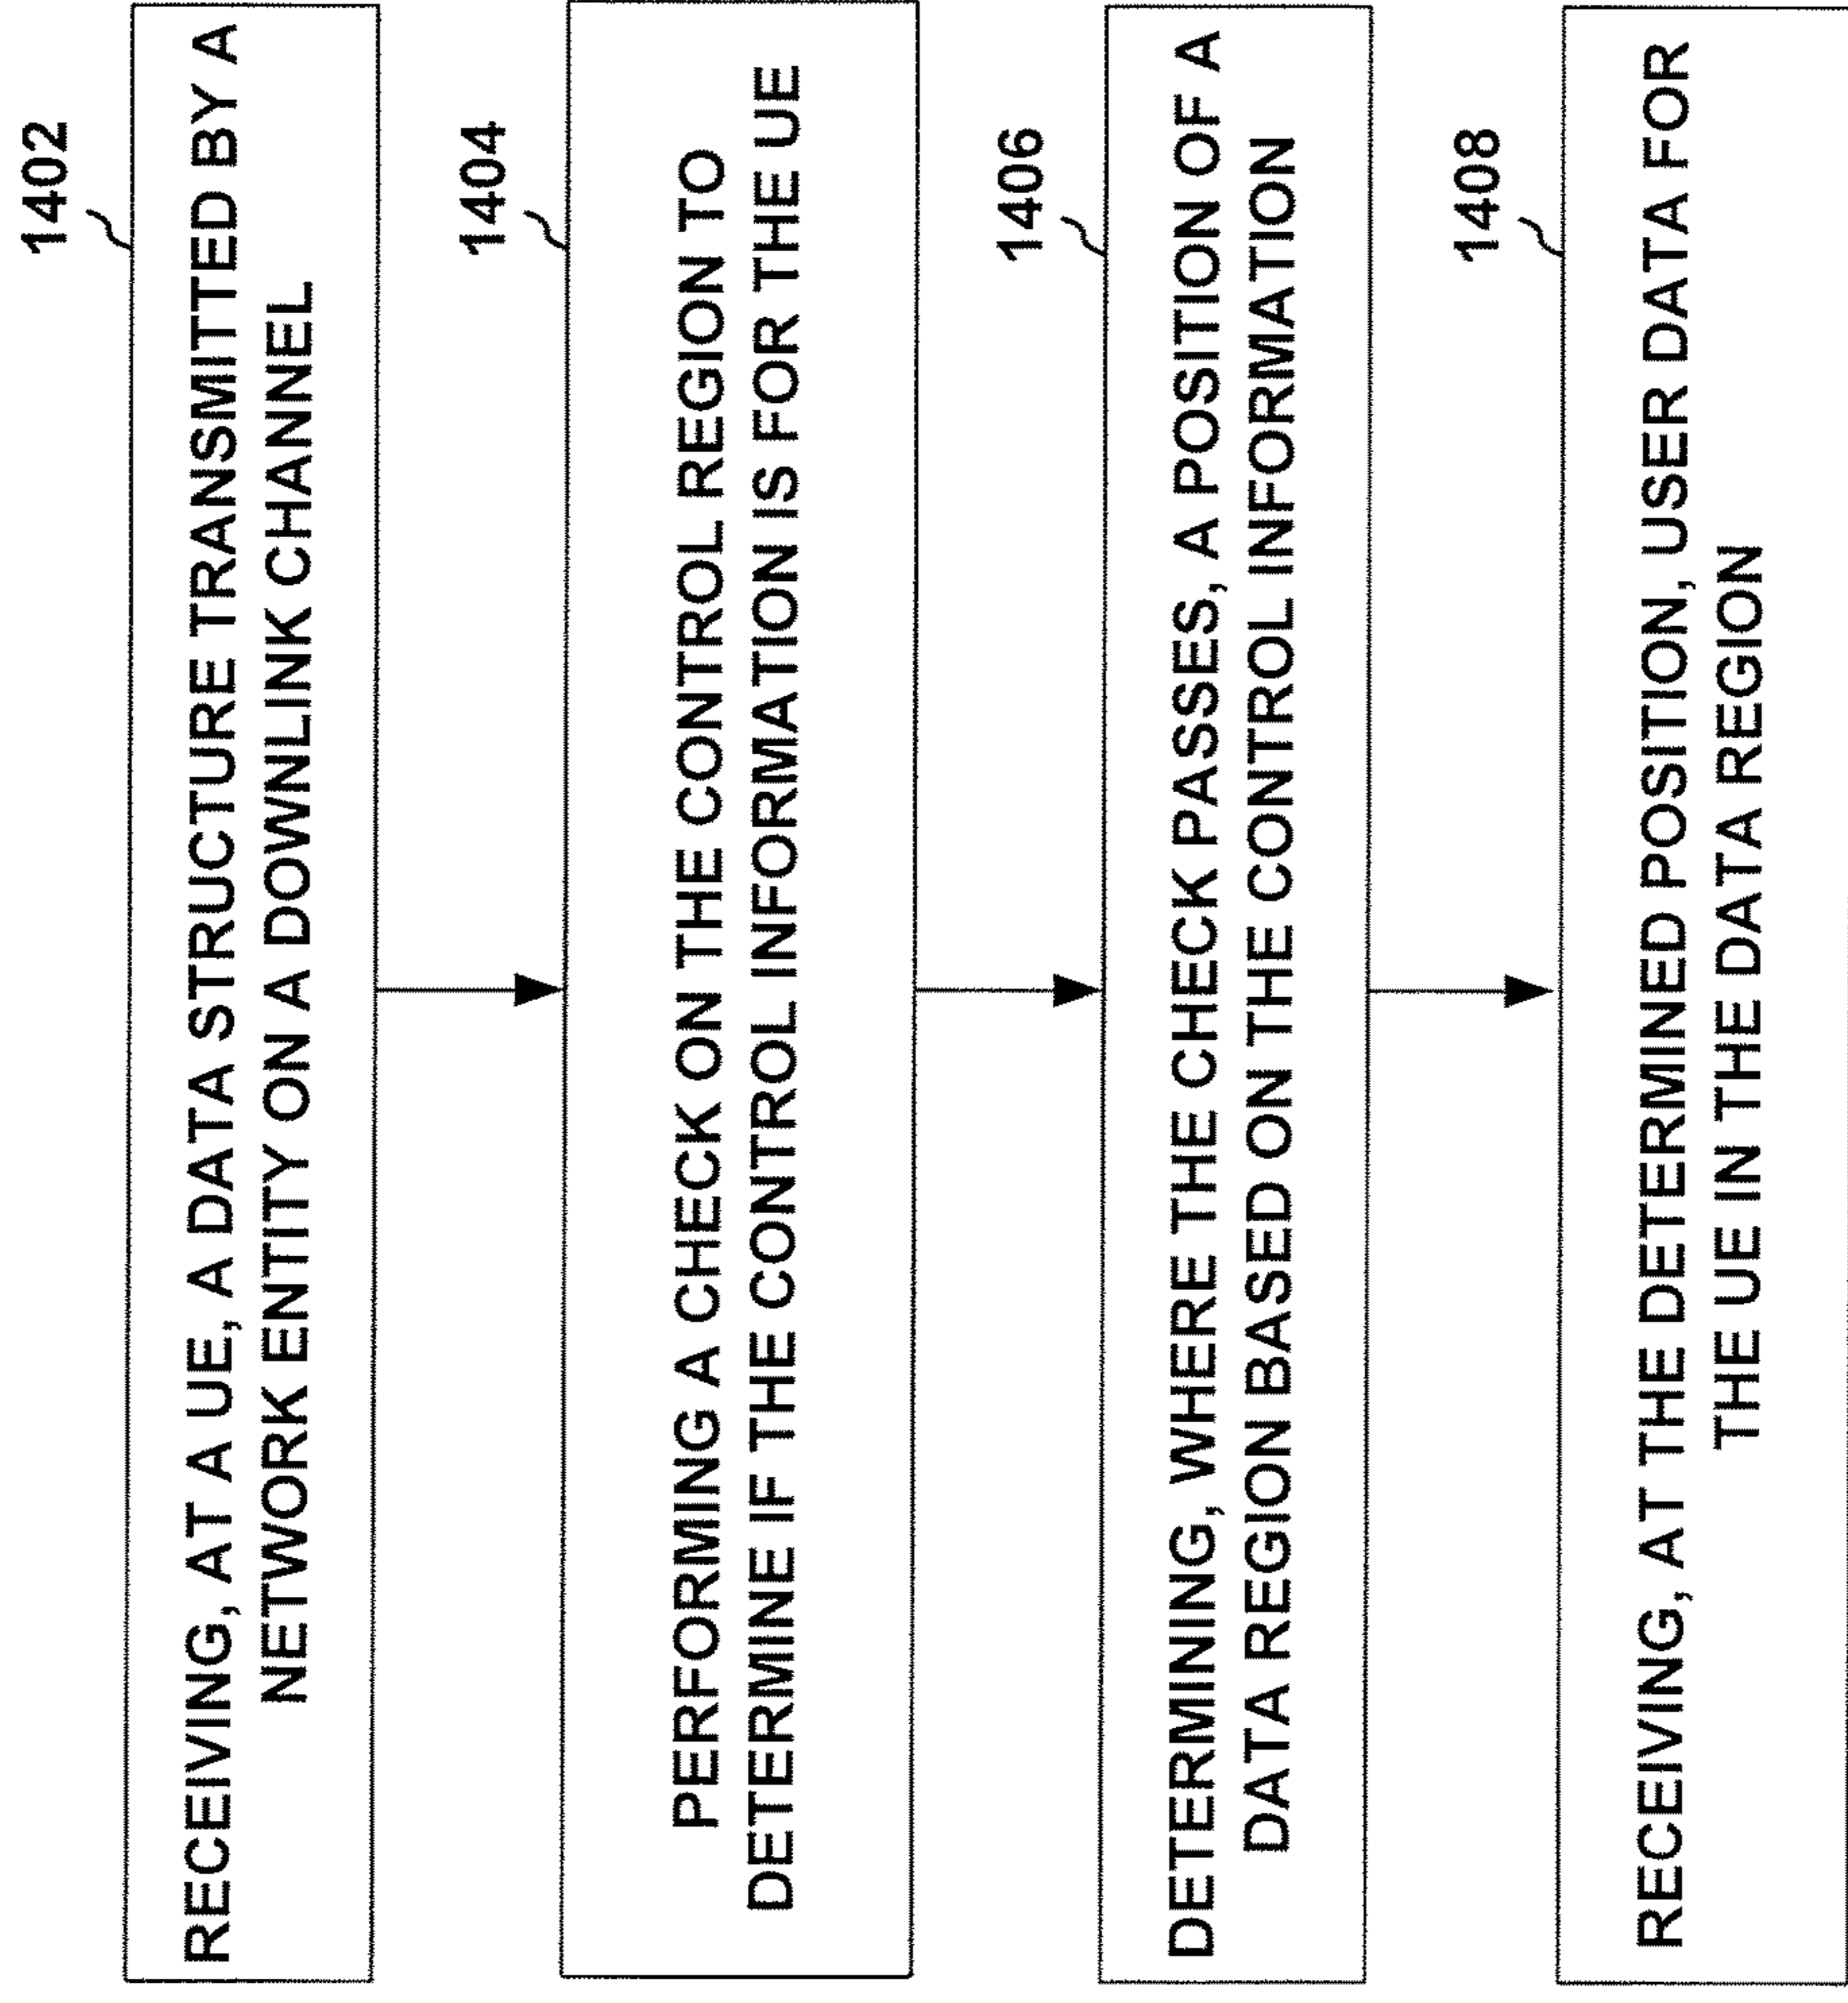 1402
RECEIVING, AT A UE, A DATA STRUCTURE TRANSMITTED BY A
NETWORK ENTITY ON A DOWNLINK CHANNEL
1404
PERFORMING A CHECK ON THE CONTROL REGION TO
DETERMINE IF THE CONTROL INFORMATION IS FOR THE UE
1406
DETERMINING, WHERE THE CHECK PASSES, A POSITION OF A
DATA REGION BASED ON THE CONTROL INFORMATION
1408
RECEIVING, AT THE DETERMINED POSITION, USER DATA FOR
THE UE IN THE DATA REGION